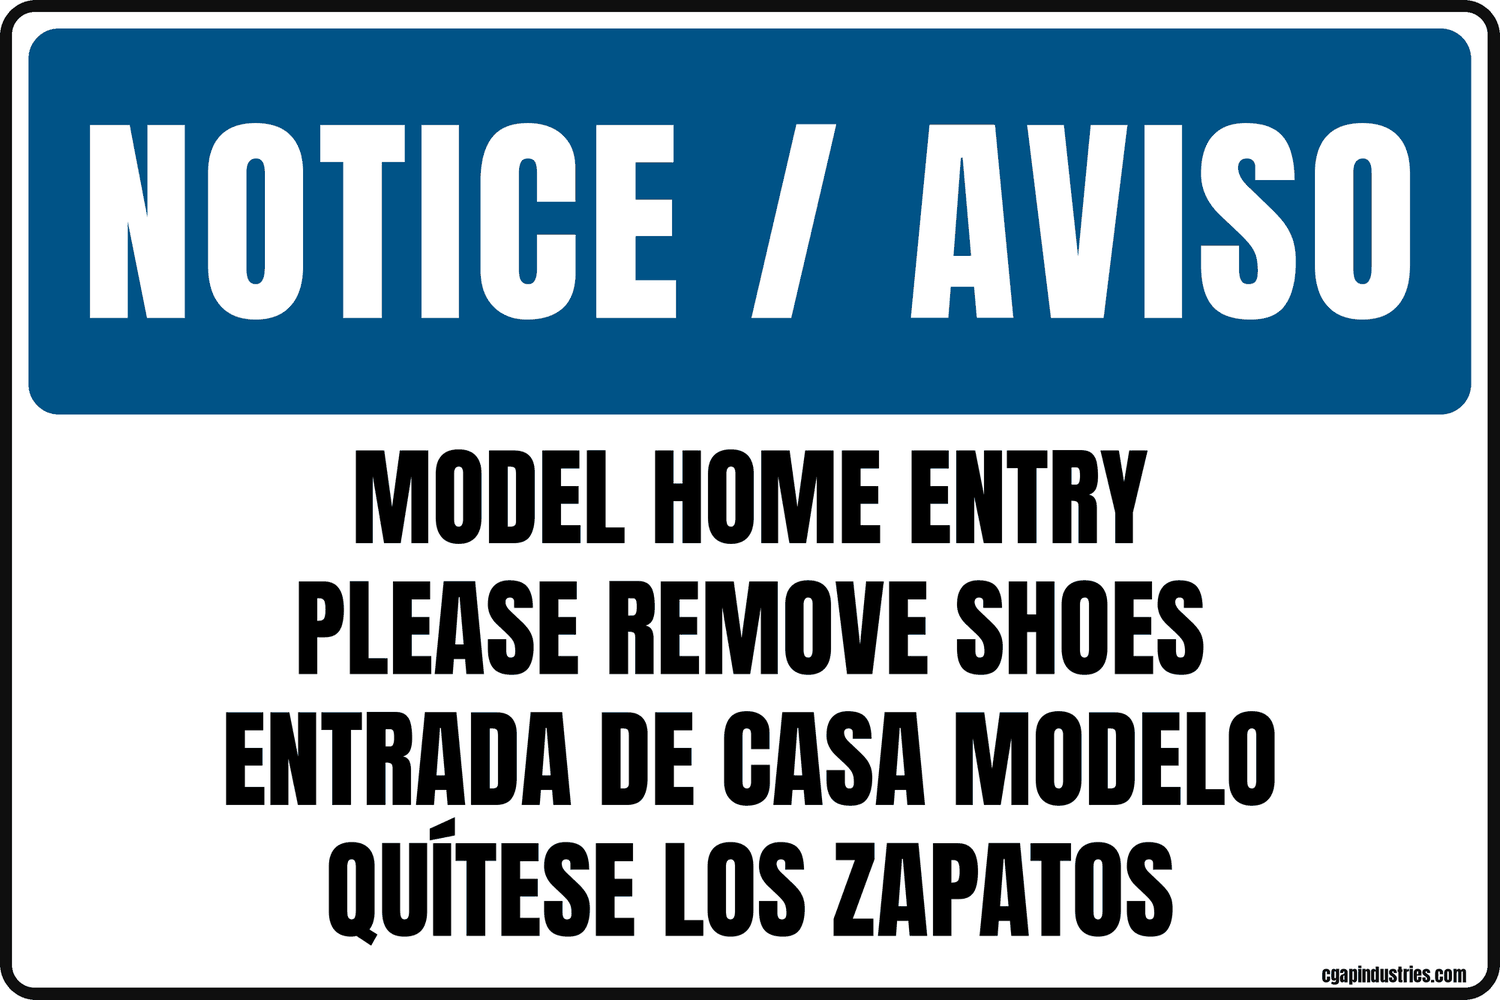 NOTICE / AVISO
MODEL HOME ENTRY
PLEASE REMOVE SHOES
ENTRADA DE CASA MODELO
QUÍTESE LOS ZAPATOS
cgapindustries.com